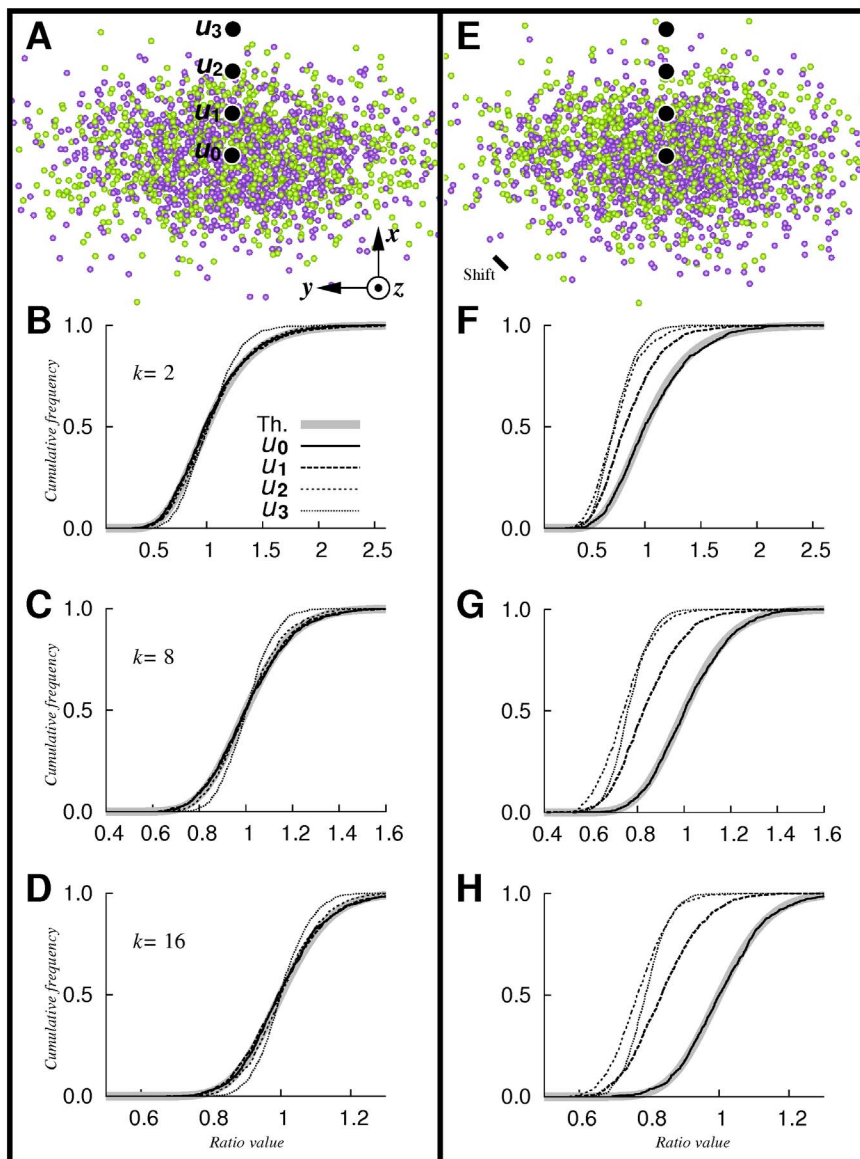 A
u3
u2
u1
u0
x
y
z
B
1.0
0.5
0.0
Cumulative frequency
k= 2
Th.
u0
u1
u2
u3
0.5 1 1.5 2 2.5
C
1.0
0.5
0.0
Cumulative frequency
k= 8
0.4 0.6 0.8 1.0 1.2 1.4 1.6
D
1.0
0.5
0.0
Cumulative frequency
k= 16
0.6 0.8 1 1.2
Ratio value
E
Shift
F
1.0
0.5
0.0
0.5 1 1.5 2 2.5
G
1.0
0.5
0.0
0.4 0.6 0.8 1 1.2 1.4 1.6
H
1.0
0.5
0.0
0.6 0.8 1 1.2
Ratio value